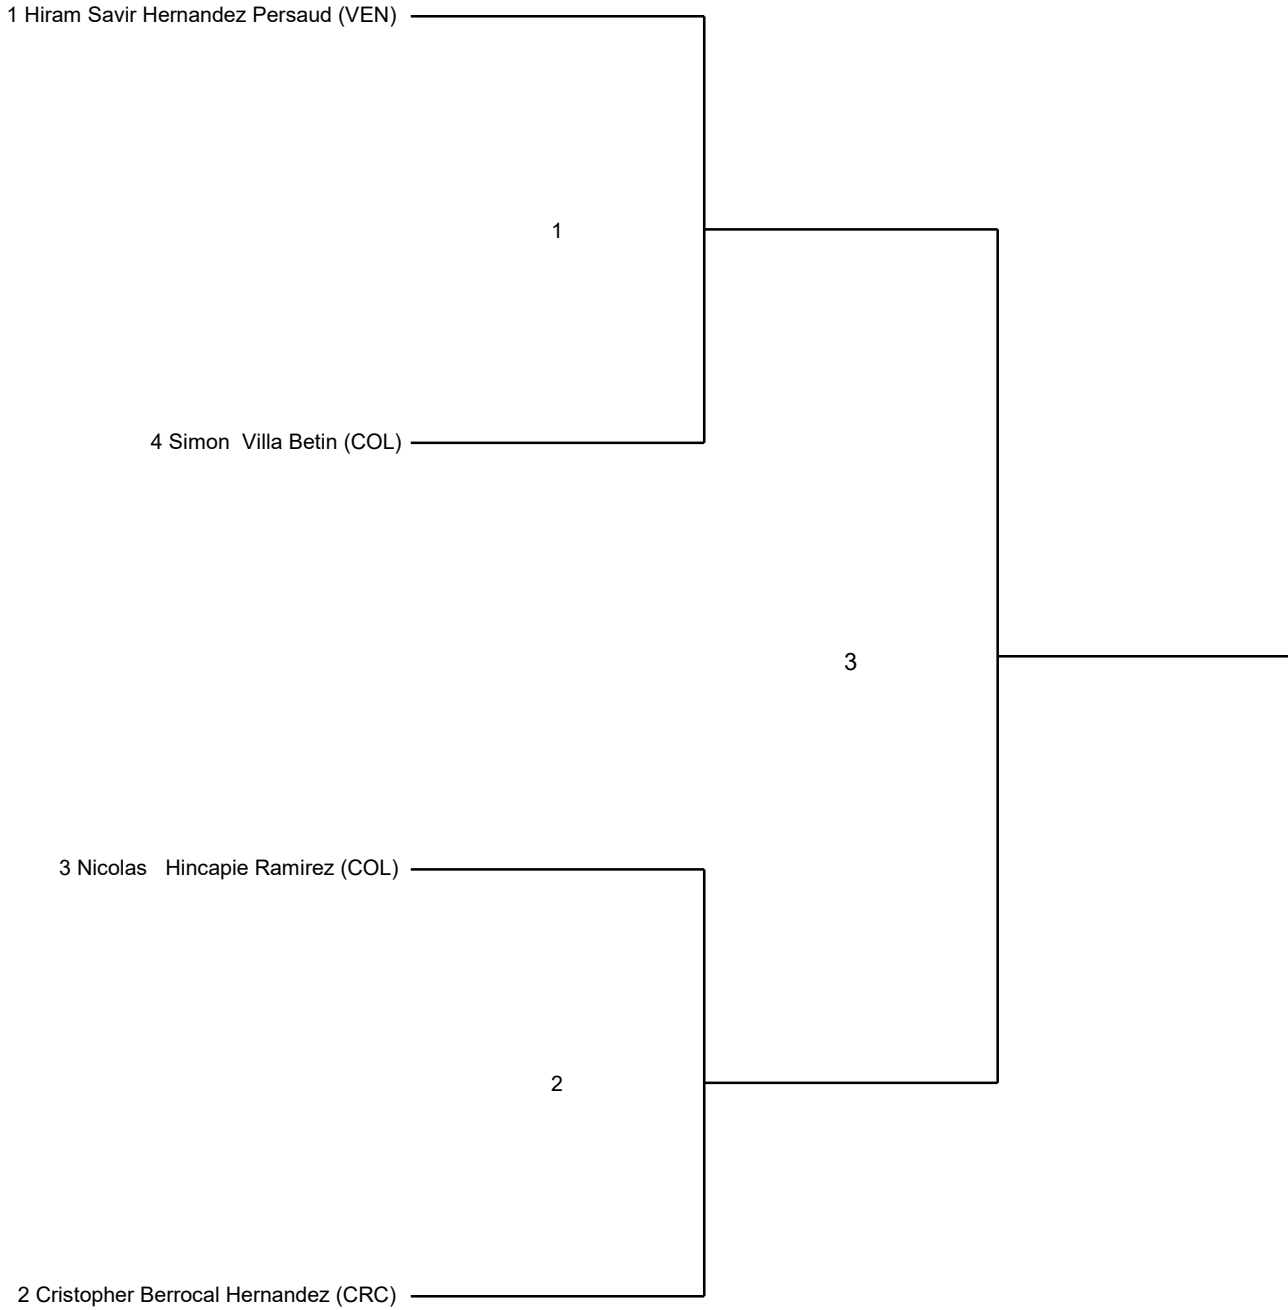 1 Hiram Savir Hernandez Persaud (VEN)
1
4 Simon  Villa Betin (COL)
3
3 Nicolas   Hincapie Ramirez (COL)
2
2 Cristopher Berrocal Hernandez (CRC)